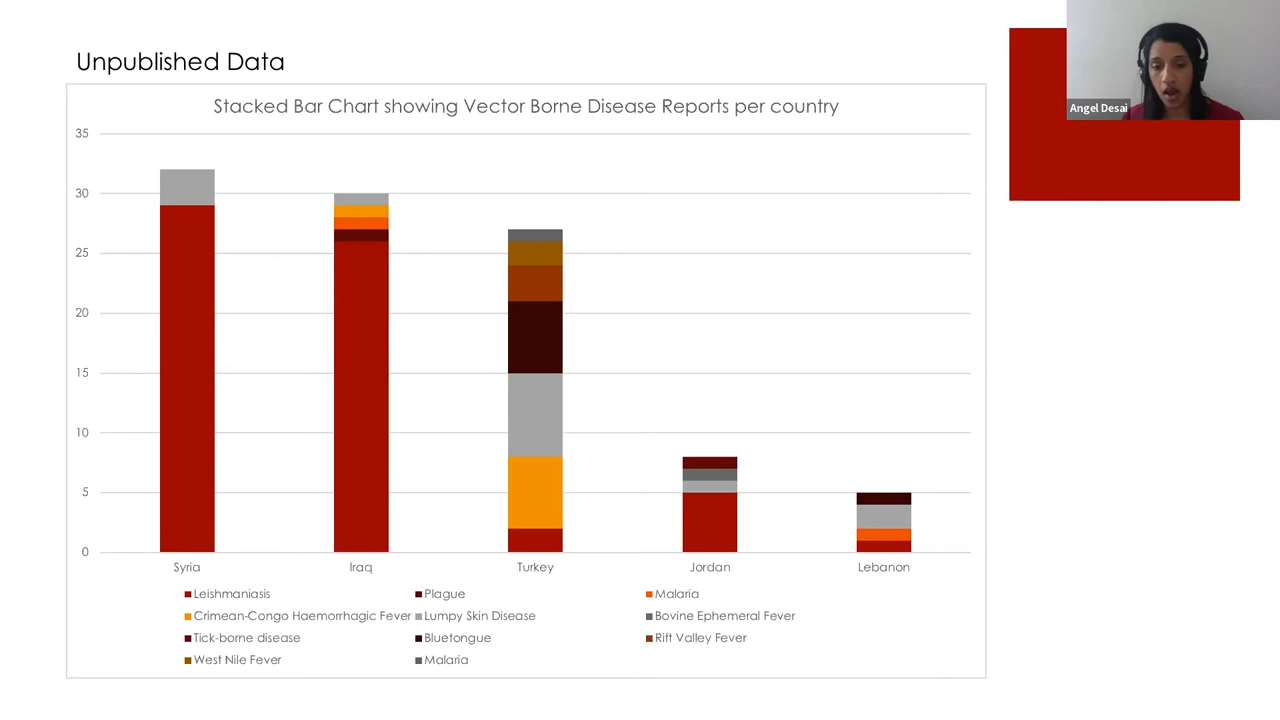 Unpublished Data
Angel Desai
Stacked Bar Chart showing Vector Borne Disease Reports per country
35
30
25
20
15
10
5
0
Syria Iraq Turkey Jordan Lebanon
Leishmaniasis Plague Malaria
Crimean-Congo Haemorrhagic Fever Lumpy Skin Disease Bovine Ephemeral Fever
Tick-borne disease Bluetongue Rift Valley Fever
West Nile Fever Malaria